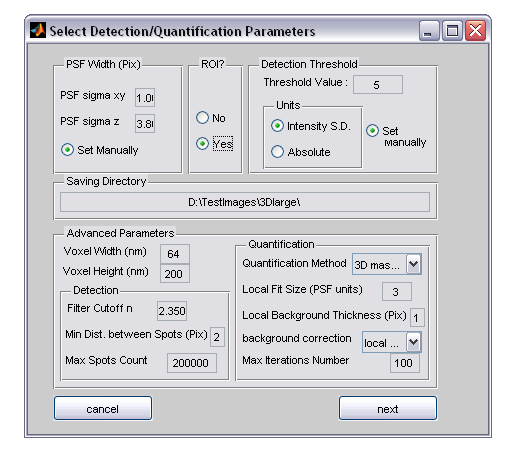 Select Detection/Quantification Parameters
PSF Width (Pix)
PSF sigma xy
PSF sigma z 3.8
Set Manually
ROI?
No
Yes
Detection Threshold
Threshold Value : 5
Units
Intensity S.D.
Absolute
Set
Manually
Saving Directory
D:\TestImages\3Dlarge\
Advanced Parameters
Voxel Width (nm) 64
Voxel Height (nm) 200
Detection
Filter Cutoff n 2.350
Min Dist. between Spots (Pix) 2
Max Spots Count 200000
Quantification
Quantification Method 3D mas...
Local Fit Size (PSF units) 3
Local Background Thickness (Pix) 1
background correction local ...
Max Iterations Number 100
cancel
next